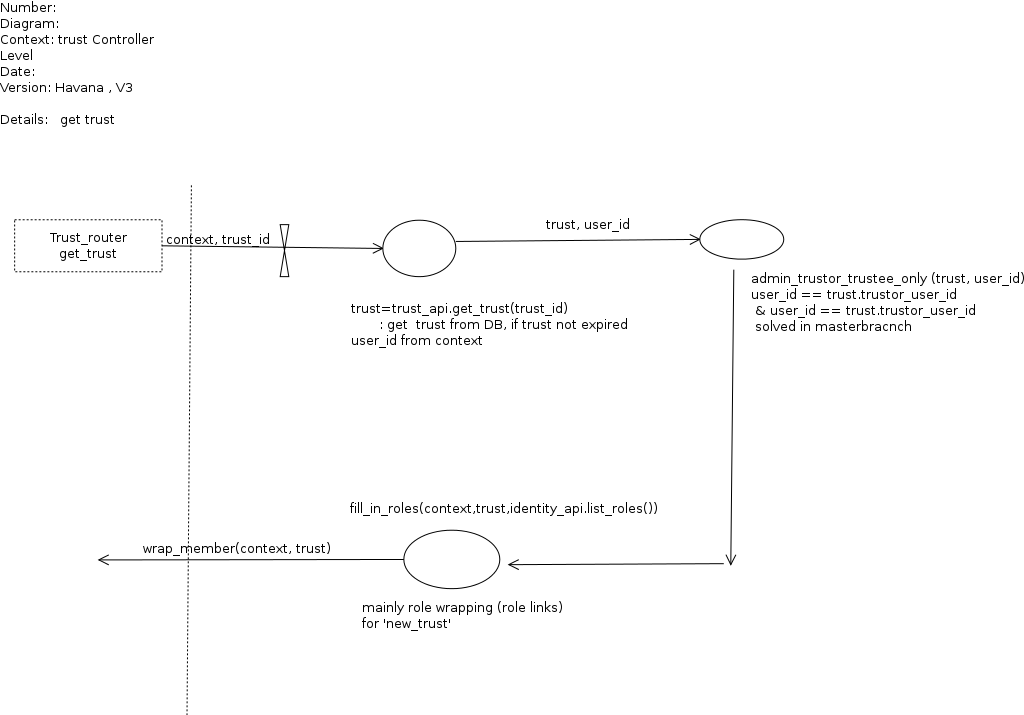 Number:
Diagram:
Context: trust Controller
Level
Date:
Version: Havana , V3
Details:   get trust
Trust_router
get_trust
context, trust_id
trust, user_id
admin_trustor_trustee_only (trust, user_id)
user_id == trust.trustor_user_id
& user_id == trust.trustor_user_id
solved in masterbracnch
trust=trust_api.get_trust(trust_id)
: get  trust from DB, if trust not expired
user_id from context
fill_in_roles(context,trust,identity_api.list_roles())
wrap_member(context, trust)
mainly role wrapping (role links)
for 'new_trust'